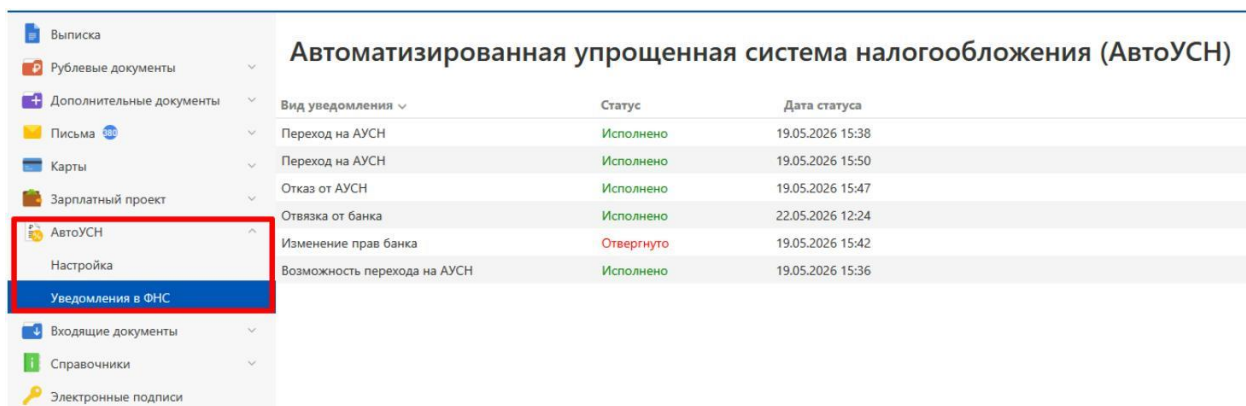 Выписка
Рублевые документы
Дополнительные документы
Письма 380
Карты
Зарплатный проект
АвтоУСН
Настройка
Уведомления в ФНС
Входящие документы
Справочники
Электронные подписи
Автоматизированная упрощенная система налогообложения (АвтоУСН)
Вид уведомления Статус Дата статуса
Переход на АУСН Исполнено 19.05.2026 15:38
Переход на АУСН Исполнено 19.05.2026 15:50
Отказ от АУСН Исполнено 19.05.2026 15:47
Отвязка от банка Исполнено 22.05.2026 12:24
Изменение прав банка Отвергнуто 19.05.2026 15:42
Возможность перехода на АУСН Исполнено 19.05.2026 15:36